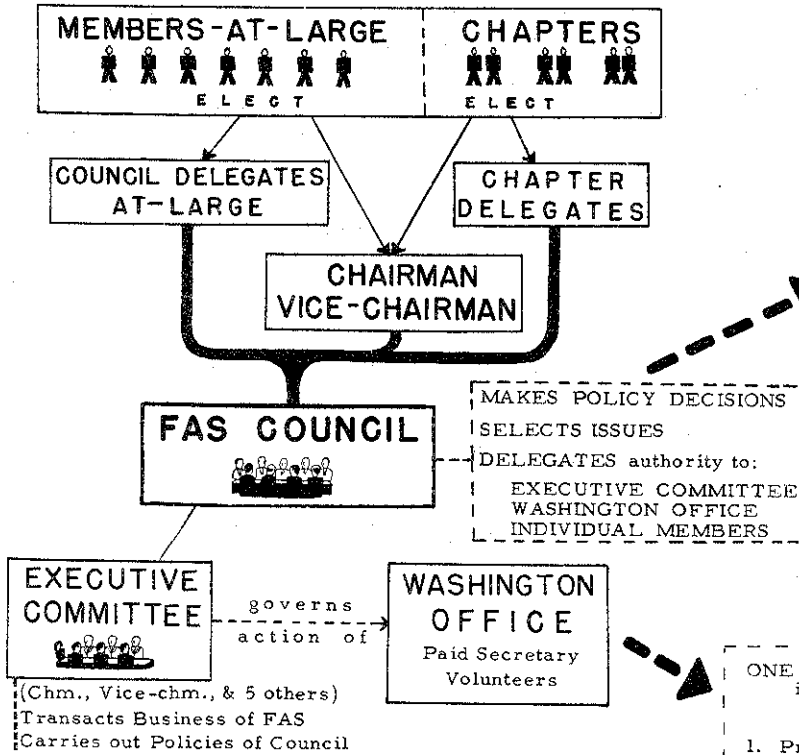 MEMBERS-AT-LARGE
ELECT
CHAPTERS
ELECT
COUNCIL DELEGATES
AT-LARGE
CHAPTER
DELEGATES
CHAIRMAN
VICE-CHAIRMAN
FAS COUNCIL
MAKES POLICY DECISIONS
SELECTS ISSUES
DELEGATES authority to:
EXECUTIVE COMMITTEE
WASHINGTON OFFICE
INDIVIDUAL MEMBERS
EXECUTIVE
COMMITTEE
governs
action of
WASHINGTON
OFFICE
Paid Secretary
Volunteers
(Chm., Vice-chm., & 5 others)
Transacts Business of FAS
Carries out Policies of Council
ONE
1.